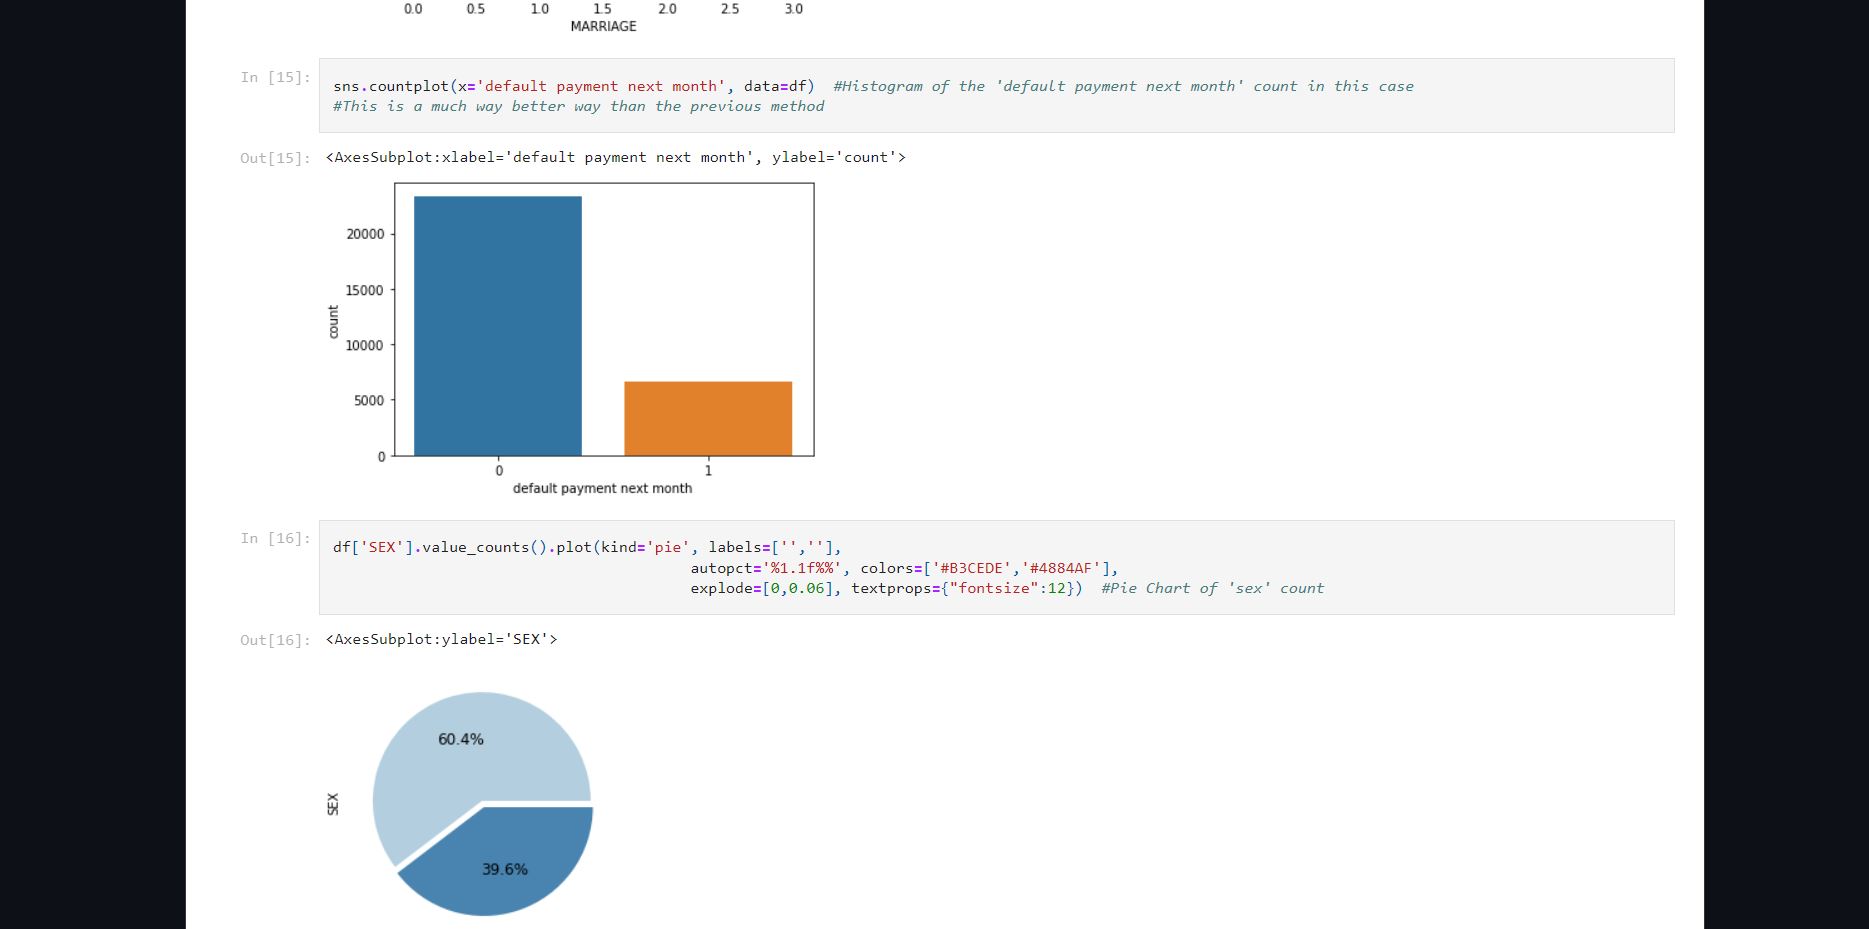 0.0 0.5 1.0 1.5 2.0 2.5 3.0
MARRIAGE
In [15]:
sns.countplot(x='default payment next month', data=df)  #Histogram of the 'default payment next month' count in this case
#This is a much way better way than the previous method
Out[15]: <AxesSubplot:xlabel='default payment next month', ylabel='count'>
20000
15000
10000
5000
0
count
0 1
default payment next month
In [16]:
df['SEX'].value_counts().plot(kind='pie', labels=['',''],
autopct='%1.1f%%', colors=['#B3CEDE','#4884AF'],
explode=[0,0.06], textprops={"fontsize":12})  #Pie Chart of 'sex' count
Out[16]: <AxesSubplot:ylabel='SEX'>
60.4%
SEX
39.6%